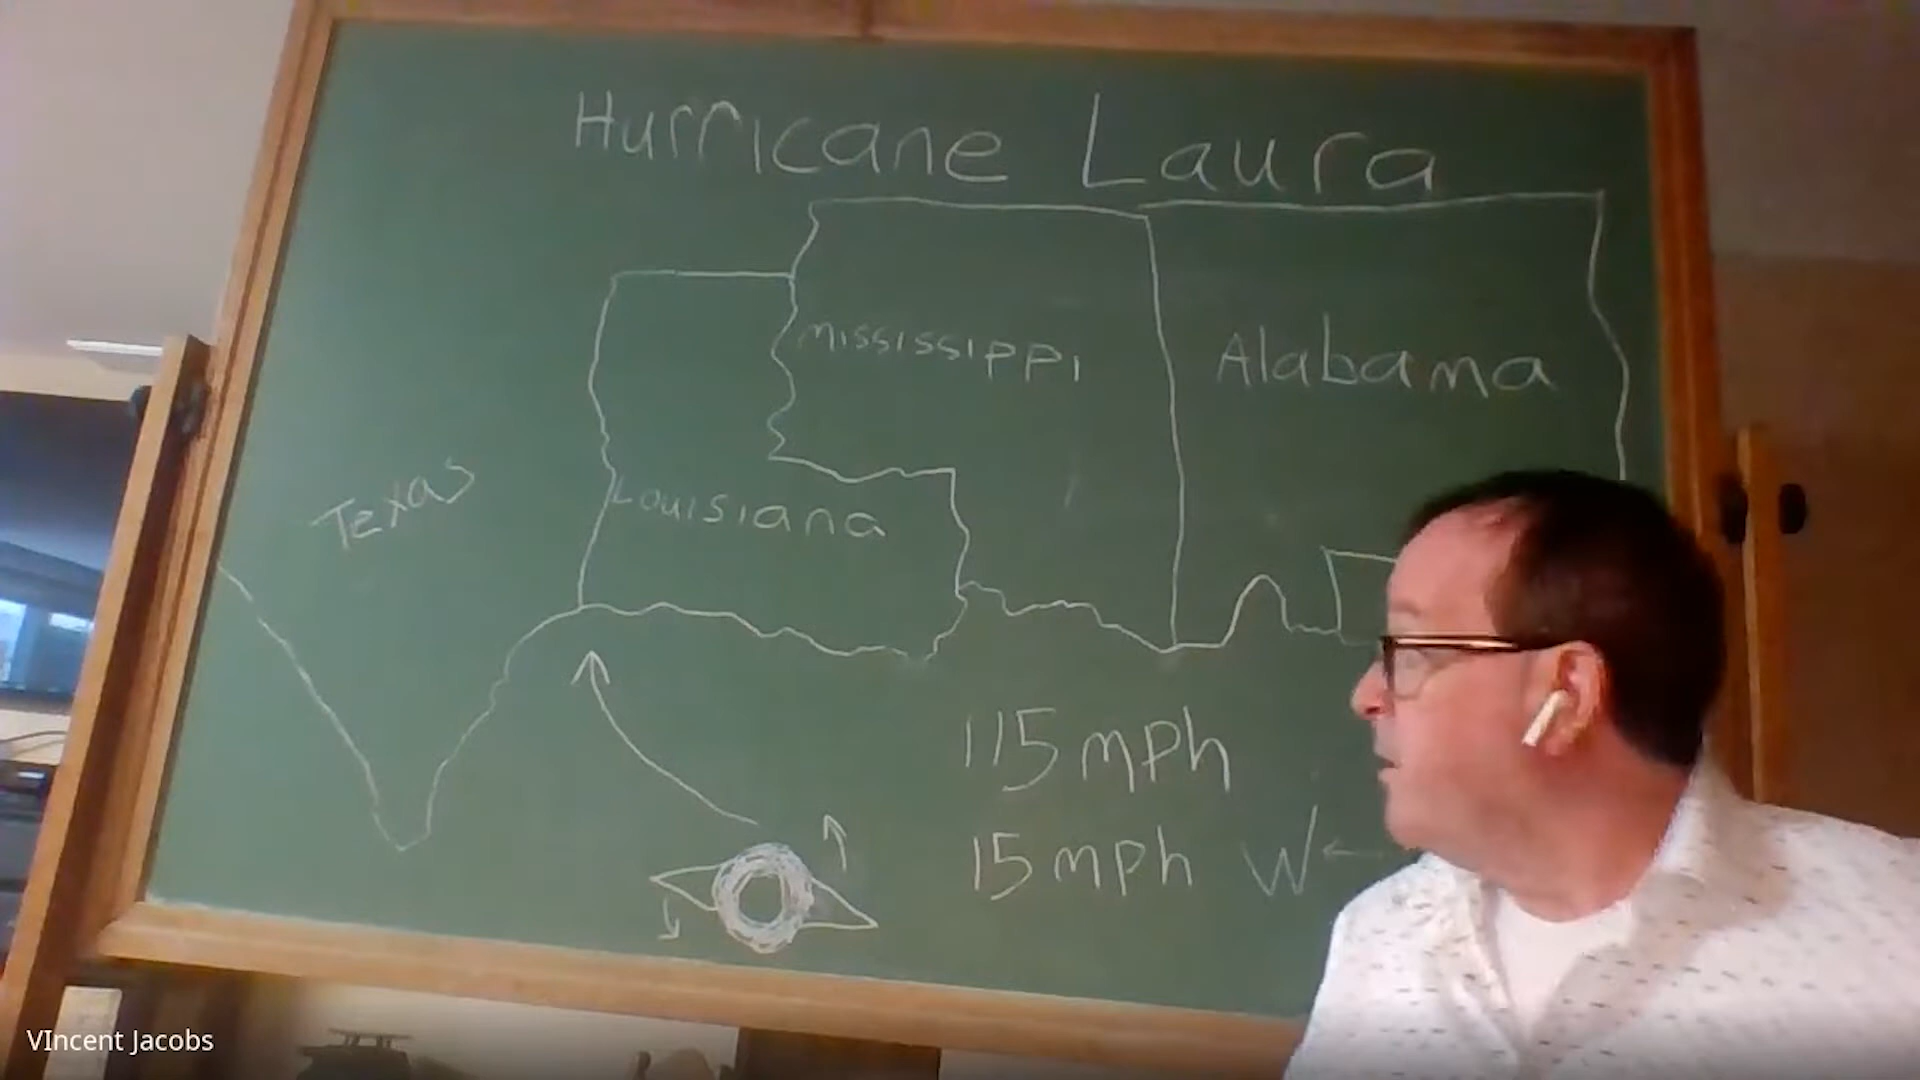 Hurricane Laura
Mississippi
Alabama
Texas
Louisiana
115 mph
15 mph W ←
VIncent Jacobs